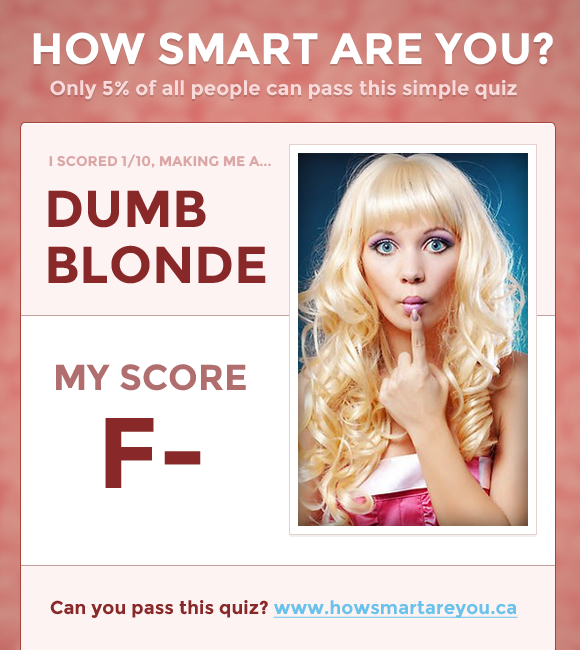 HOW SMART ARE YOU?
Only 5% of all people can pass this simple quiz
I SCORED 1/10, MAKING ME A...
DUMB
BLONDE
MY SCORE
F-
Can you pass this quiz? www.howsmartareyou.ca